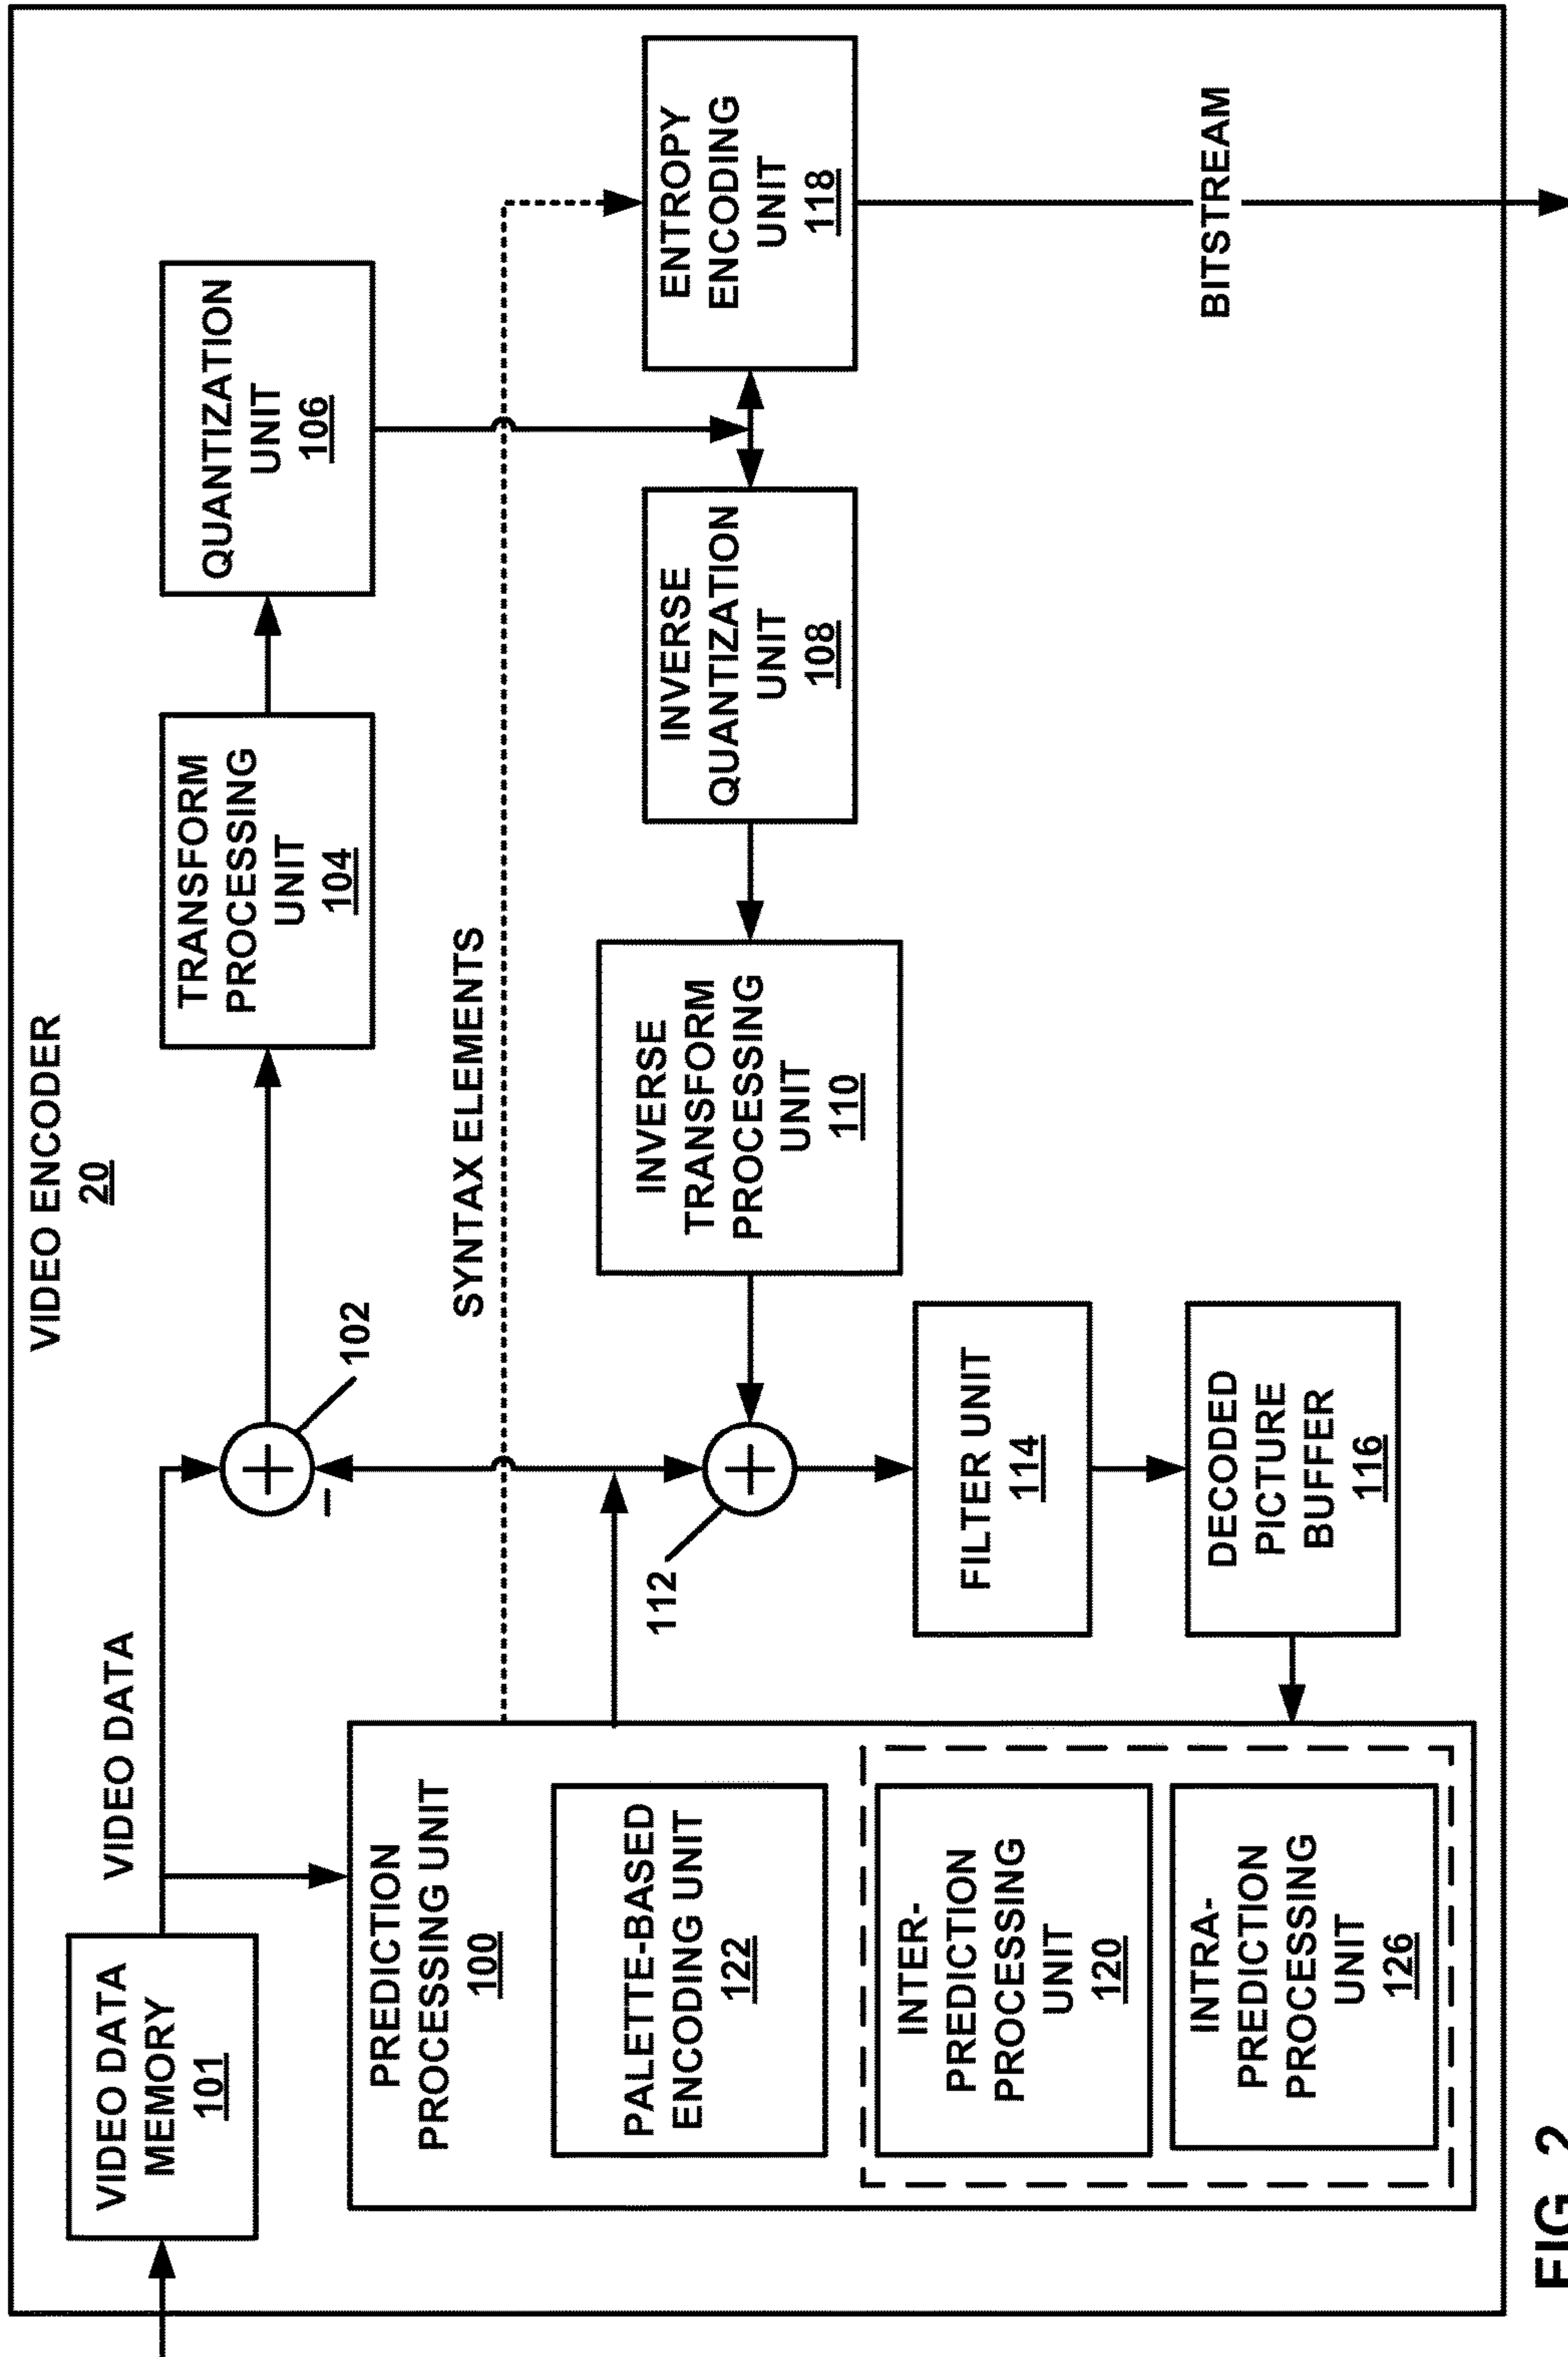 VIDEO ENCODER
20
VIDEO DATA
MEMORY
101
VIDEO DATA
102
TRANSFORM
PROCESSING
UNIT
104
QUANTIZATION
UNIT
106
SYNTAX ELEMENTS
PREDICTION
PROCESSING UNIT
100
PALETTE-BASED
ENCODING UNIT
122
INTER-
PREDICTION
PROCESSING
UNIT
120
INTRA-
PREDICTION
PROCESSING
UNIT
126
112
INVERSE
TRANSFORM
PROCESSING
UNIT
110
INVERSE
QUANTIZATION
UNIT
108
ENTROPY
ENCODING
UNIT
118
FILTER UNIT
114
DECODED
PICTURE
BUFFER
116
BITSTREAM
FIG. 2